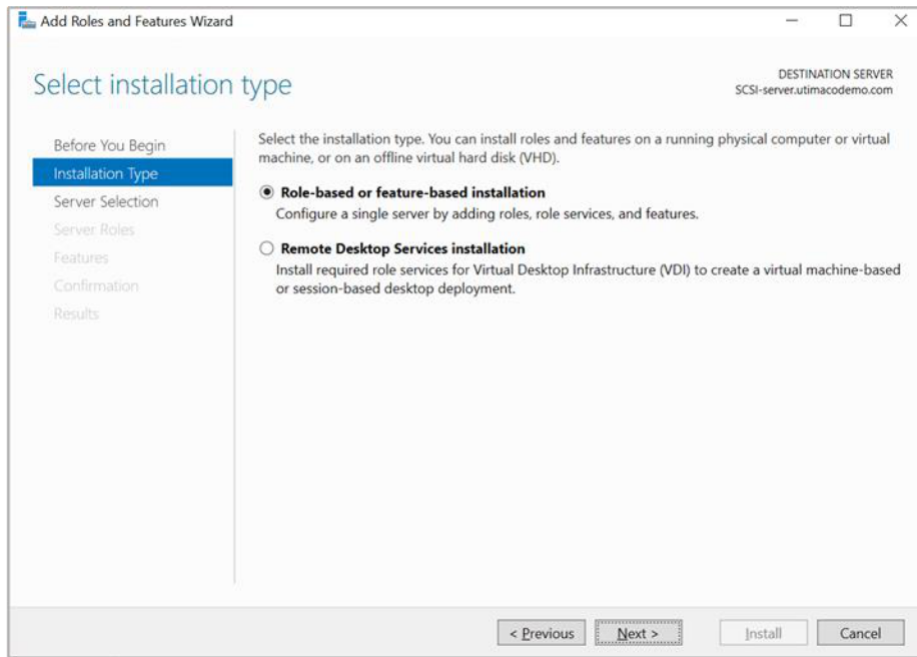 Add Roles and Features Wizard
Select installation type
DESTINATION SERVER
SCSI-server.utimacodemo.com
Before You Begin
Installation Type
Server Selection
Server Roles
Features
Confirmation
Results
Select the installation type. You can install roles and features on a running physical computer or virtual
machine, or on an offline virtual hard disk (VHD).
Role-based or feature-based installation
Configure a single server by adding roles, role services, and features.
Remote Desktop Services installation
Install required role services for Virtual Desktop Infrastructure (VDI) to create a virtual machine-based
or session-based desktop deployment.
< Previous
Next >
Install
Cancel